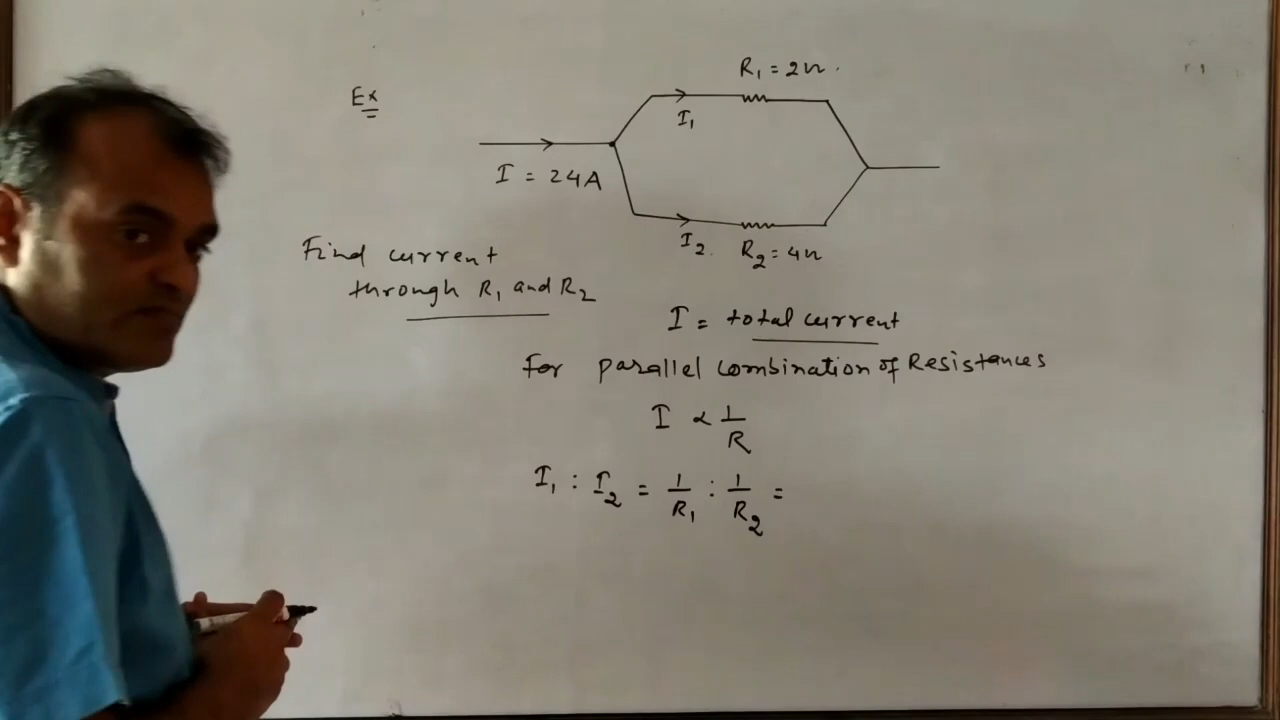 Ex
R₁ = 2Ω
I₁
I = 24A
I₂
R₂ = 4Ω
Find current
through R₁ and R₂
I = total current
For parallel combination of Resistances
I ∝ 1/R
I₁ : I₂ = 1/R₁ : 1/R₂ =